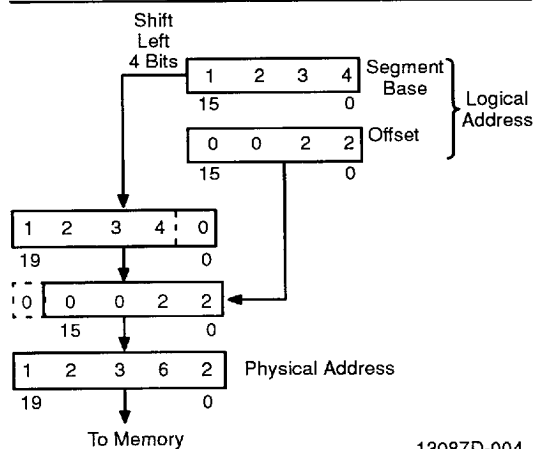 Shift
Left
4 Bits
1 2 3 4
Segment
Base
15 0
Logical
Address
0 0 2 2
Offset
15 0
1 2 3 4 0
19 0
0 0 0 2 2
15 0
1 2 3 6 2
Physical Address
19 0
To Memory
13087D-004